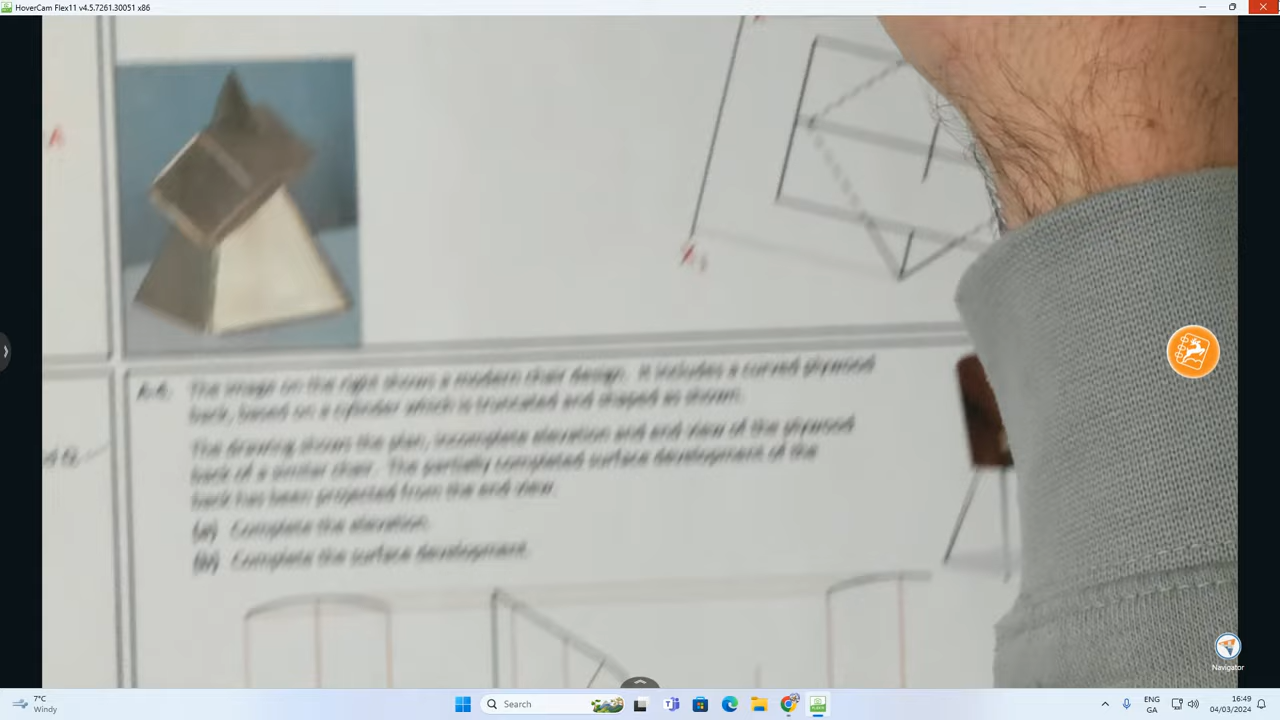 HoverCam Flex11 v4.5.7261.30051 x86
A-4. The image on the right shows a modern chair design. It includes a curved plywood
back, based on a cylinder which is truncated and shaped as shown.
The drawing shows the plan, incomplete elevation and end view of the plywood
back of a similar chair. The partially completed surface development of the
back has been projected from the end view.
(a) Complete the elevation.
(b) Complete the surface development.
Navigator
7°C
Windy
Search
ENG
GA
16:49
04/03/2024